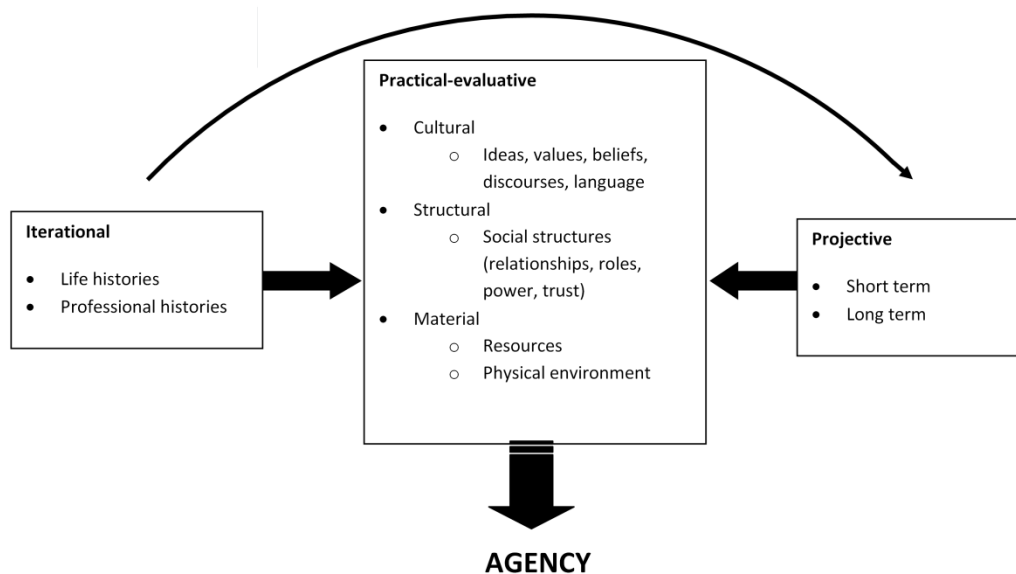 Practical-evaluative
• Cultural
o Ideas, values, beliefs,
discourses, language
• Structural
o Social structures
(relationships, roles,
power, trust)
• Material
o Resources
o Physical environment
Iterational
• Life histories
• Professional histories
Projective
• Short term
• Long term
AGENCY